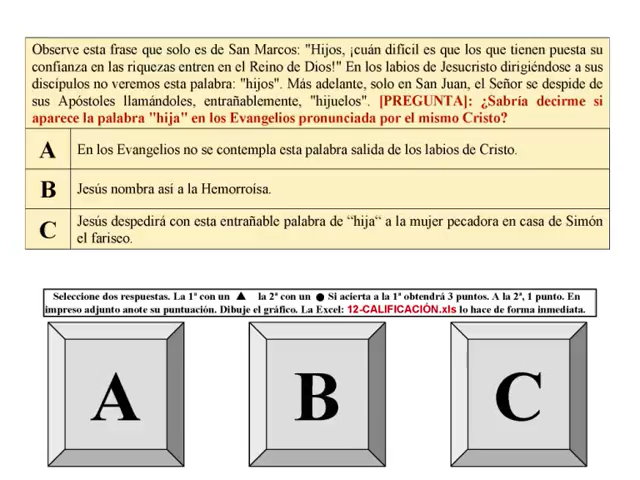 Observe esta frase que solo es de San Marcos: "Hijos, ¡cuán difícil es que los que tienen puesta su
confianza en las riquezas entren en el Reino de Dios!" En los labios de Jesucristo dirigiéndose a sus
discípulos no veremos esta palabra: "hijos". Más adelante, solo en San Juan, el Señor se despide de
sus Apóstoles llamándoles, entrañablemente, "hijuelos". [PREGUNTA]: ¿Sabría decirme si
aparece la palabra "hija" en los Evangelios pronunciada por el mismo Cristo?
A En los Evangelios no se contempla esta palabra salida de los labios de Cristo.
B Jesús nombra así a la Hemorroísa.
C Jesús despedirá con esta entrañable palabra de “hija“ a la mujer pecadora en casa de Simón
el fariseo.
Seleccione dos respuestas. La 1ª con un ▲ la 2ª con un ● Si acierta a la 1ª obtendrá 3 puntos. A la 2ª, 1 punto. En
impreso adjunto anote su puntuación. Dibuje el gráfico. La Excel: 12-CALIFICACIÓN.xls lo hace de forma inmediata.
A B C